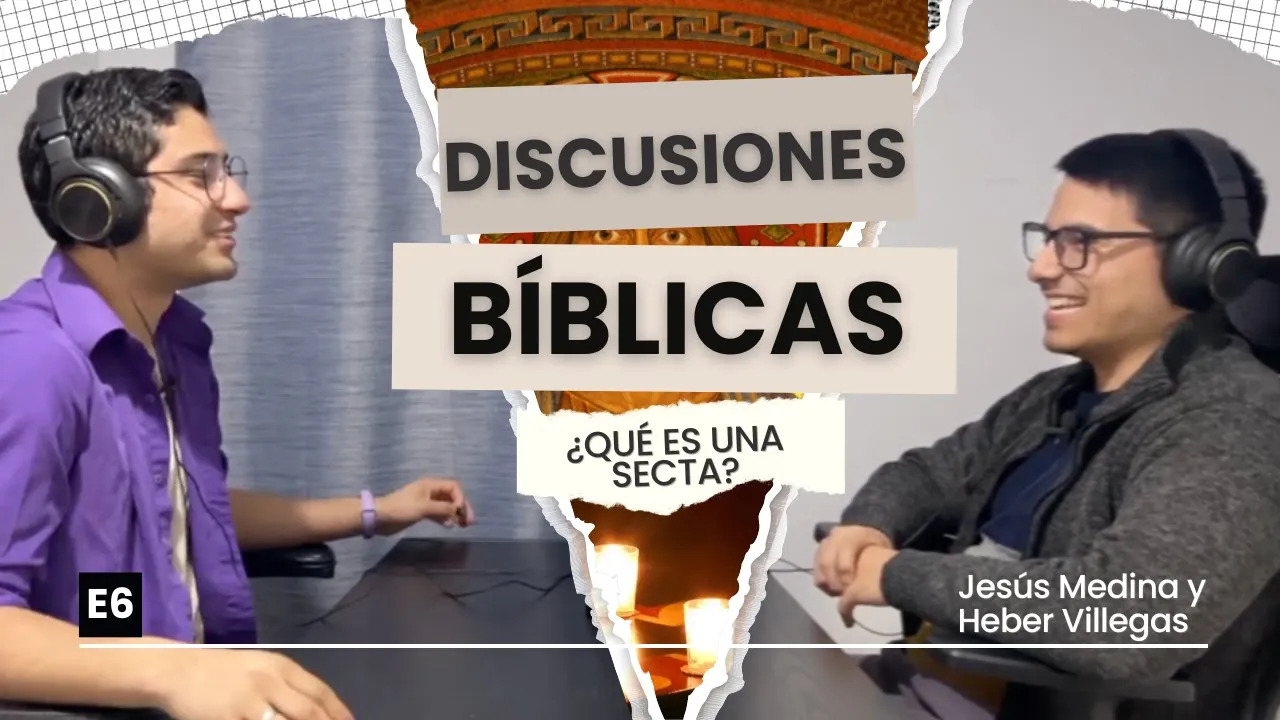 DISCUSIONES
BÍBLICAS
¿QUÉ ES UNA
SECTA?
E6
Jesús Medina y
Heber Villegas